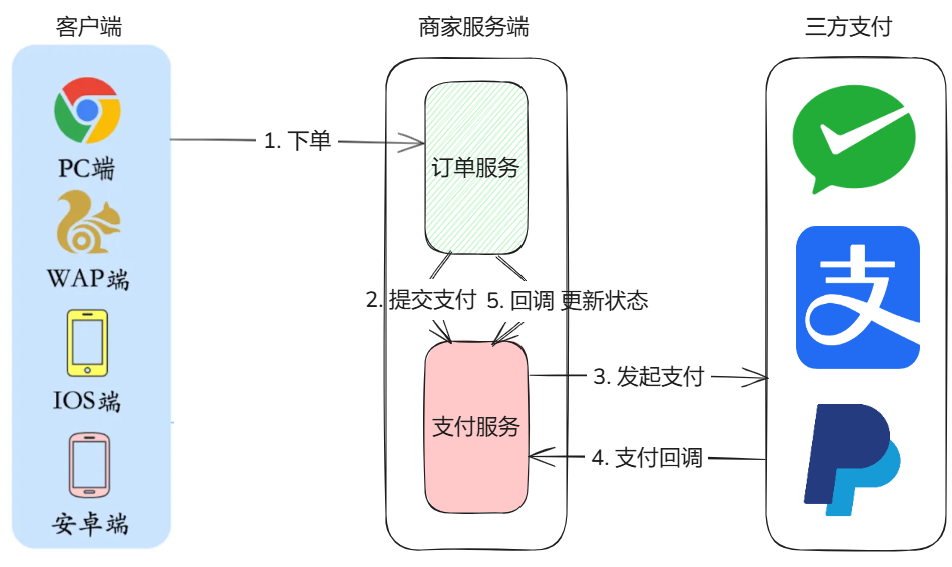 客户端
商家服务端
三方支付
PC端
WAP端
IOS端
安卓端
1. 下单
订单服务
2. 提交支付
5. 回调 更新状态
支付服务
3. 发起支付
4. 支付回调
支